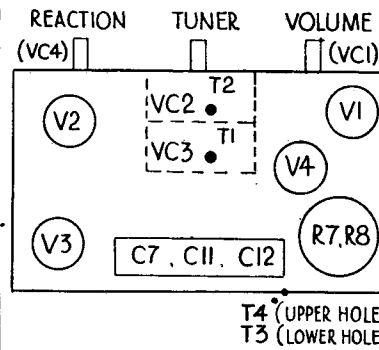 REACTION TUNER VOLUME
(VC4) (VC1)
T2
VC2
V2 V1
T1
VC3
V4
V3 R7,R8
C7, C11, C12
T4 (UPPER HOLE
T3 (LOWER HOLE